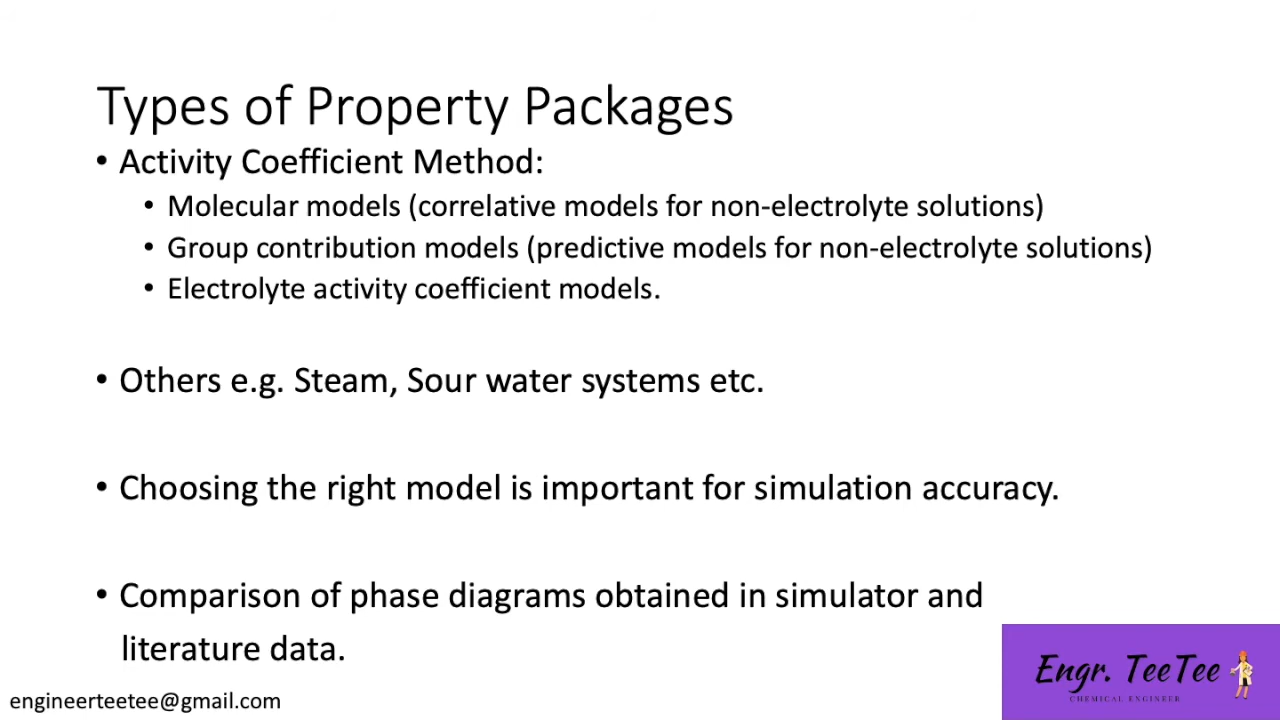 Types of Property Packages
• Activity Coefficient Method:
• Molecular models (correlative models for non-electrolyte solutions)
• Group contribution models (predictive models for non-electrolyte solutions)
• Electrolyte activity coefficient models.
• Others e.g. Steam, Sour water systems etc.
• Choosing the right model is important for simulation accuracy.
• Comparison of phase diagrams obtained in simulator and
literature data.
engineerteetee@gmail.com
Engr. TeeTee
CHEMICAL ENGINEER